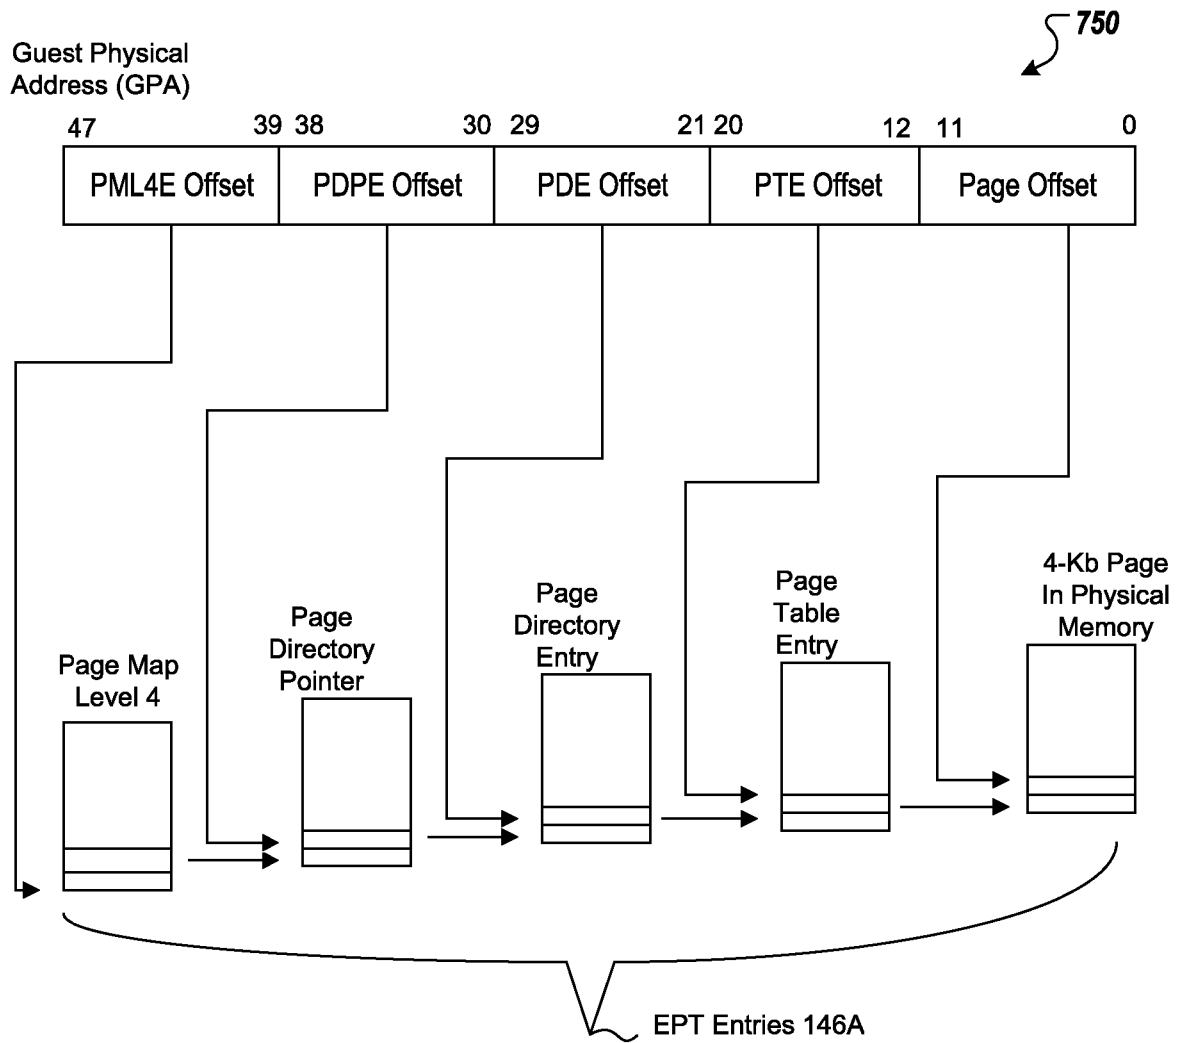 750
Guest Physical
Address (GPA)
47 39 38 30 29 21 20 12 11 0
PML4E Offset PDPE Offset PDE Offset PTE Offset Page Offset
Page Map
Level 4
Page
Directory
Pointer
Page
Directory
Entry
Page
Table
Entry
4-Kb Page
In Physical
Memory
EPT Entries 146A